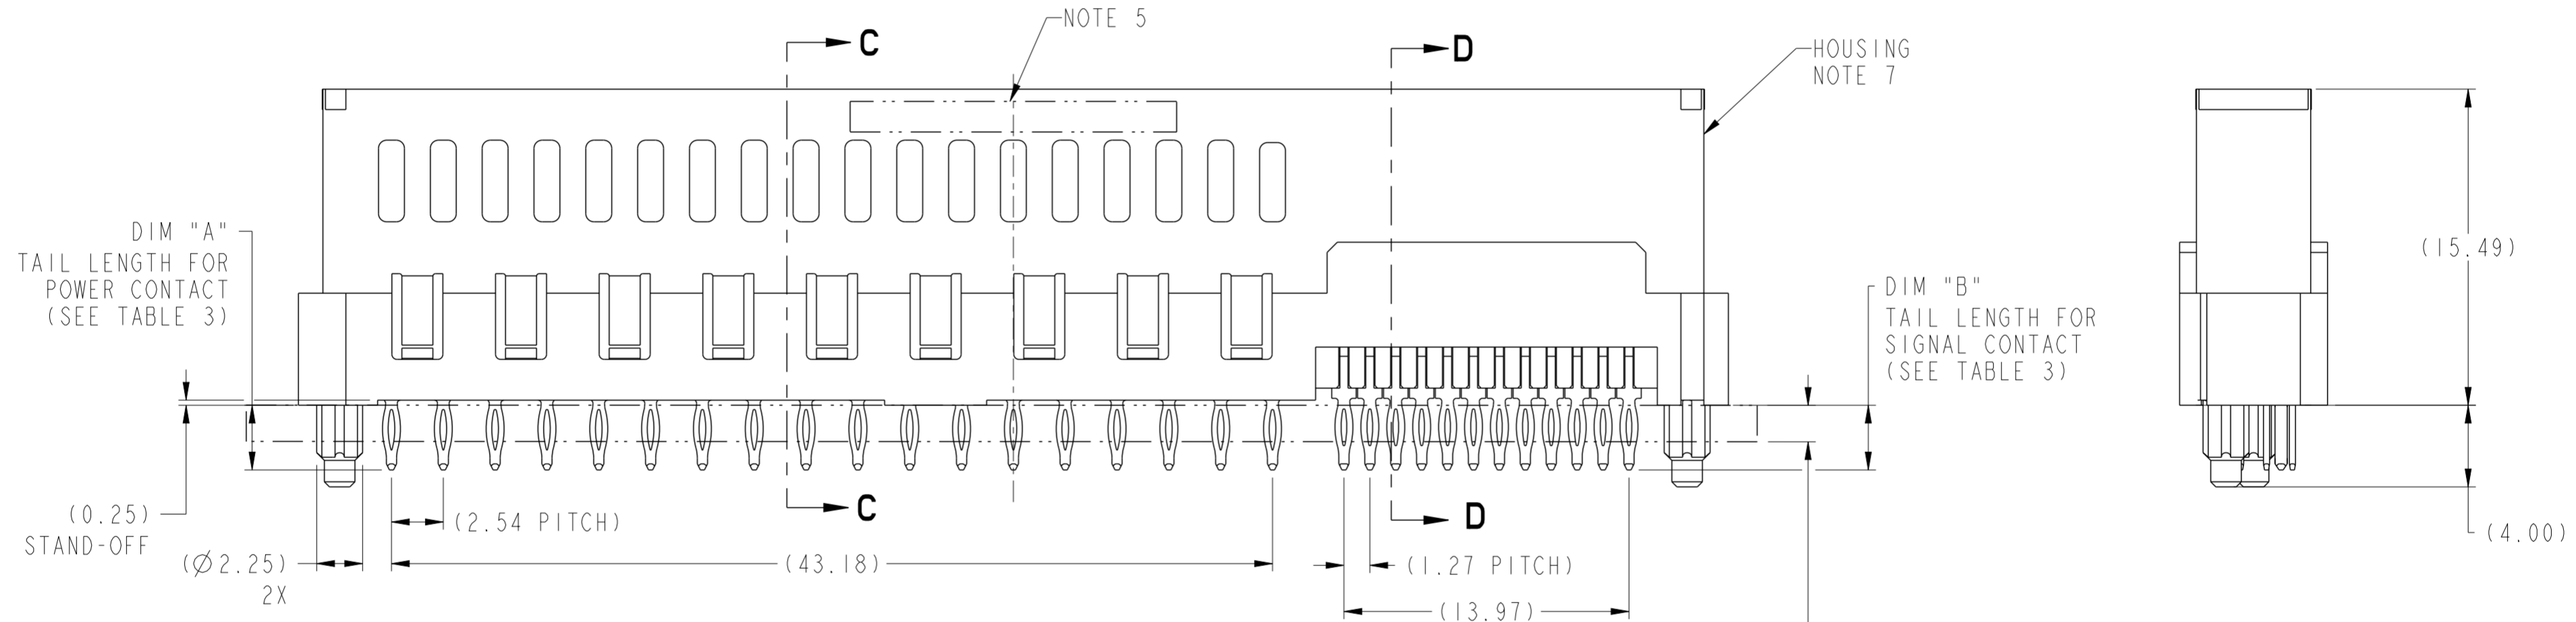 NOTE 5
C
D
HOUSING
NOTE 7
DIM "A"
TAIL LENGTH FOR
POWER CONTACT
(SEE TABLE 3)
(15.49)
DIM "B"
TAIL LENGTH FOR
SIGNAL CONTACT
(SEE TABLE 3)
(0.25)
STAND-OFF
(2.54 PITCH)
C
D
(4.00)
(Ø2.25)
2X
(43.18)
(1.27 PITCH)
(13.97)